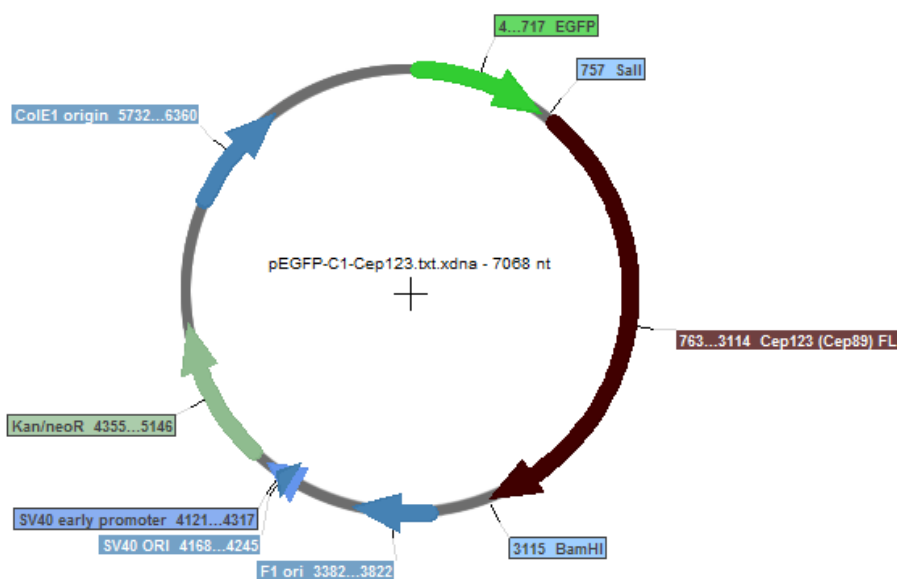 4...717 EGFP
757 SalI
ColE1 origin 5732...6360
pEGFP-C1-Cep123.txt.xdna - 7068 nt
763...3114 Cep123 (Cep89) FL
Kan/neoR 4355...5146
SV40 early promoter 4121...4317
SV40 ORI 4168...4245
3115 BamHI
F1 ori 3382...3822